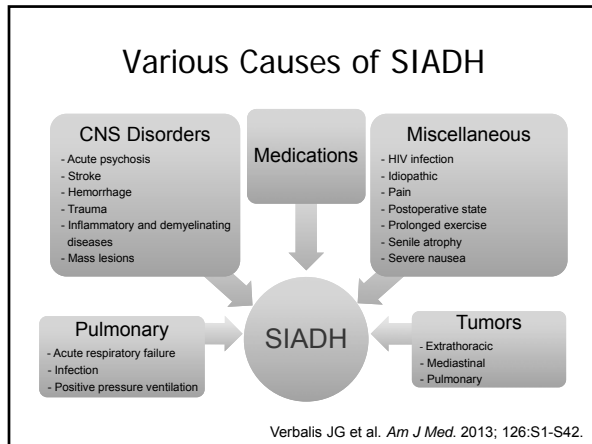 Various Causes of SIADH
CNS Disorders
- Acute psychosis
- Stroke
- Hemorrhage
- Trauma
- Inflammatory and demyelinating
diseases
- Mass lesions
Medications
Miscellaneous
- HIV infection
- Idiopathic
- Pain
- Postoperative state
- Prolonged exercise
- Senile atrophy
- Severe nausea
Pulmonary
- Acute respiratory failure
- Infection
- Positive pressure ventilation
SIADH
Tumors
- Extrathoracic
- Mediastinal
- Pulmonary
Verbalis JG et al. Am J Med. 2013; 126:S1-S42.